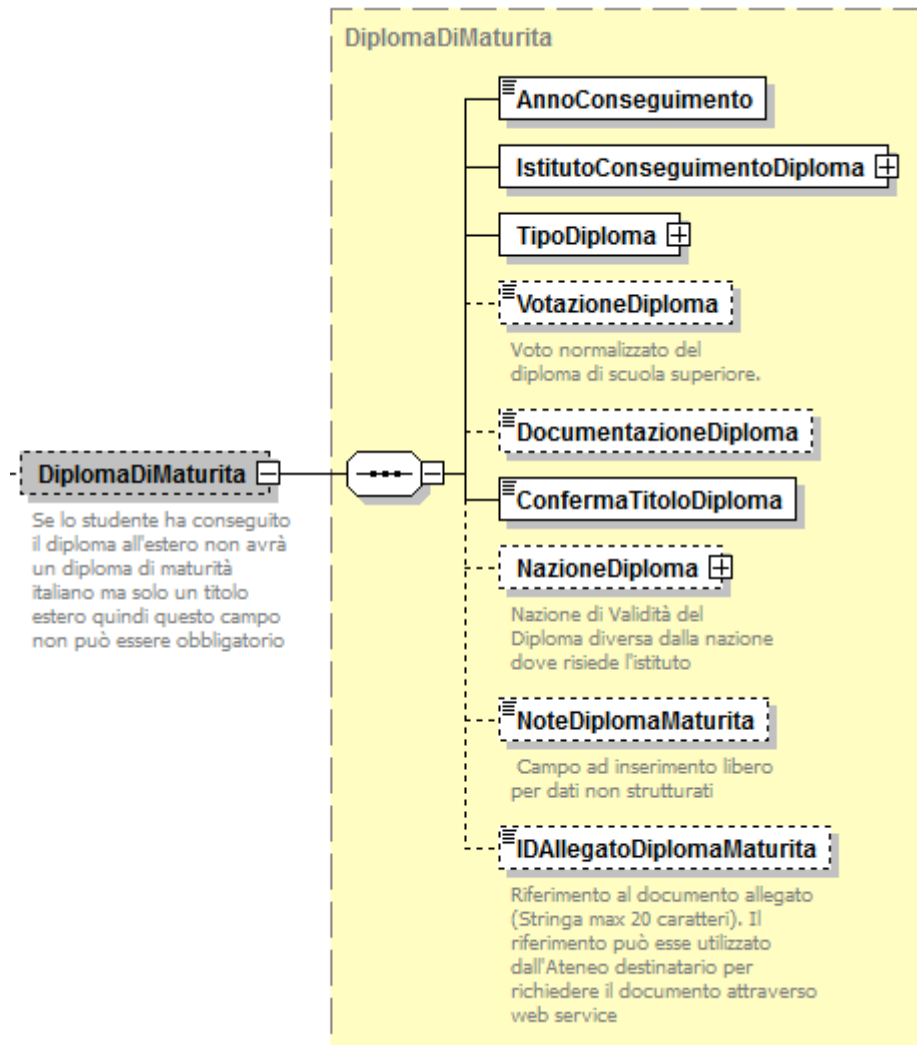 DiplomaDiMaturita
AnnoConseguimento
IstitutoConseguimentoDiploma
TipoDiploma
VotazioneDiploma
Voto normalizzato del
diploma di scuola superiore.
DocumentazioneDiploma
DiplomaDiMaturita
Se lo studente ha conseguito
il diploma all'estero non avrà
un diploma di maturità
italiano ma solo un titolo
estero quindi questo campo
non può essere obbligatorio
ConfermaTitoloDiploma
NazioneDiploma
Nazione di Validità del
Diploma diversa dalla nazione
dove risiede l'istituto
NoteDiplomaMaturita
Campo ad inserimento libero
per dati non strutturati
IDAllegatoDiplomaMaturita
Riferimento al documento allegato
(Stringa max 20 caratteri). Il
riferimento può esse utilizzato
dall'Ateneo destinatario per
richiedere il documento attraverso
web service